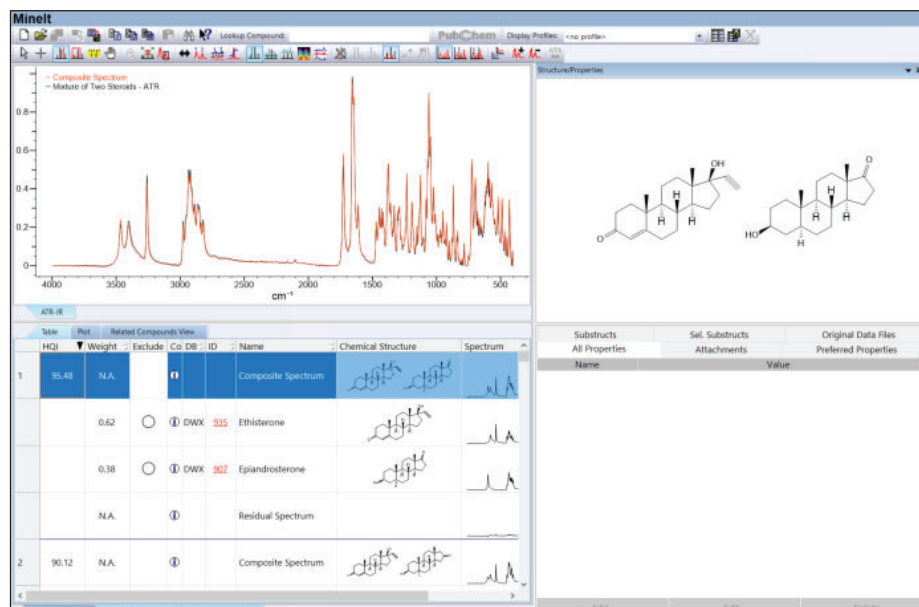 MineIt
Lookup Compound:
PubChem
Display Profiles: <no profile>
Composite Spectrum
Mixture of Two Steroids - ATR
0.8
0.6
0.4
0.2
0
4000 3500 3000 2500 2000 1500 1000 500
cm⁻¹
ATR-IR
Structure/Properties
OH
H
H H
O
O
H
H H
HO
H
Table Plot Related Compounds View
HQI Weight Exclude Co DB ID Name Chemical Structure Spectrum
1 95.48 N.A. Composite Spectrum
0.62 DWX 935 Ethisterone
0.38 DWX 907 Epiandrosterone
N.A. Residual Spectrum
2 90.12 N.A. Composite Spectrum
Substructs Sel. Substructs Original Data Files
All Properties Attachments Preferred Properties
Name Value